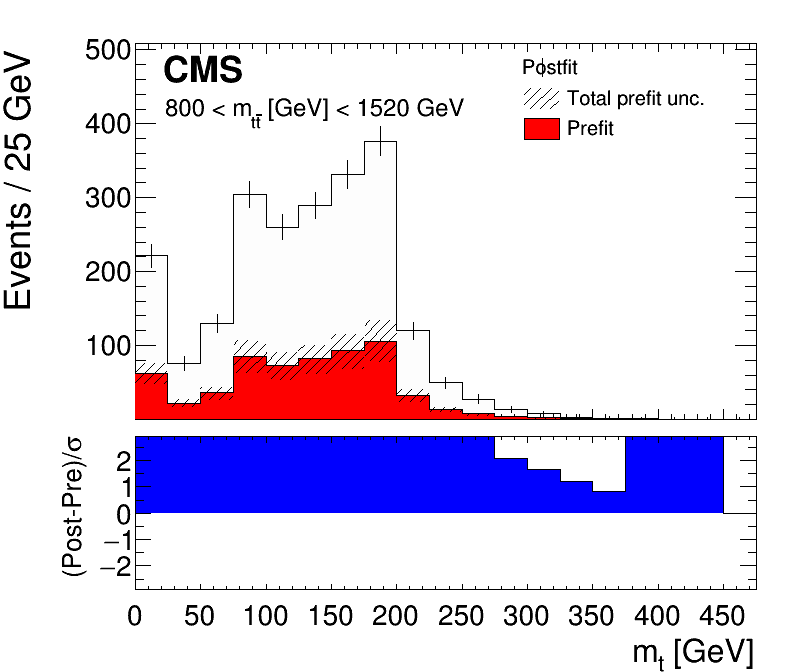 Events / 25 GeV
500
400
300
200
100
CMS
800 < m_tt̄ [GeV] < 1520 GeV
Postfit
Total prefit unc.
Prefit
(Post-Pre)/σ
2
1
0
−1
−2
0 50 100 150 200 250 300 350 400 450
m_t [GeV]